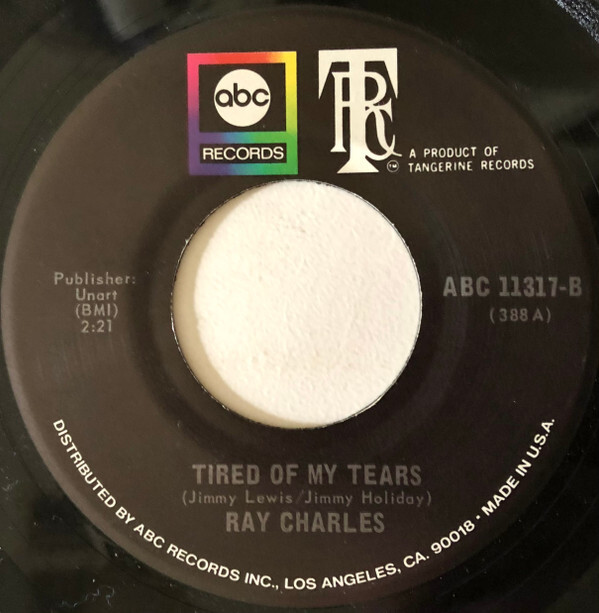 abc
RECORDS
TRC
TM
A PRODUCT OF
TANGERINE RECORDS
Publisher:
Unart
(BMI)
2:21
ABC 11317-B
(388A)
TIRED OF MY TEARS
(Jimmy Lewis/Jimmy Holiday)
RAY CHARLES
DISTRIBUTED BY ABC RECORDS INC., LOS ANGELES, CA. 90018 • MADE IN U.S.A.